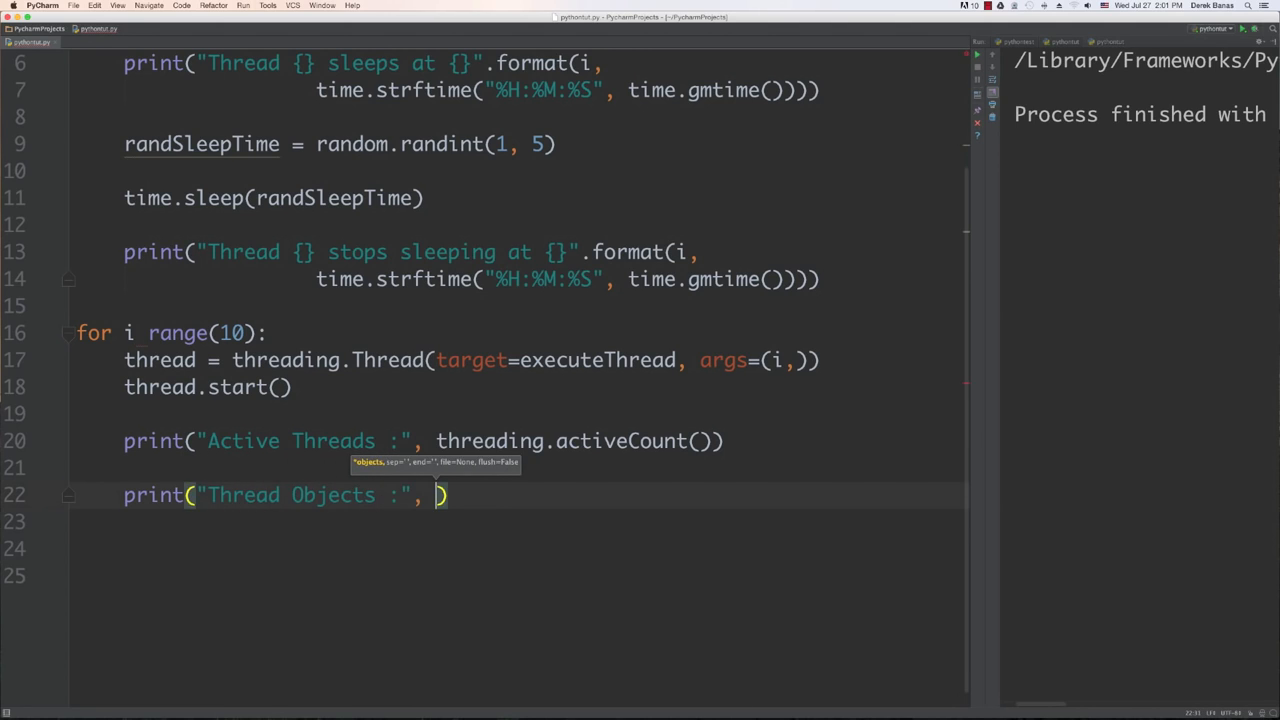 PyCharm File Edit View Navigate Code Refactor Run Tools VCS Window Help 10 Wed Jul 27 2:01 PM Derek Banas
pythontut.py - PycharmProjects - [~/PycharmProjects]
PycharmProjects pythontut.py pythontut
pythontut.py Run: pythontest pythontut pythontut
6 print("Thread {} sleeps at {}".format(i,
7 time.strftime("%H:%M:%S", time.gmtime())))
8
9 randSleepTime = random.randint(1, 5)
10
11 time.sleep(randSleepTime)
12
13 print("Thread {} stops sleeping at {}".format(i,
14 time.strftime("%H:%M:%S", time.gmtime())))
15
16 for i range(10):
17 thread = threading.Thread(target=executeThread, args=(i,))
18 thread.start()
19
20 print("Active Threads :", threading.activeCount())
*objects, sep=' ', end='', file=None, flush=False
21
22 print("Thread Objects :", )
23
24
25
/Library/Frameworks/Py
Process finished with
22:31 UTF-8